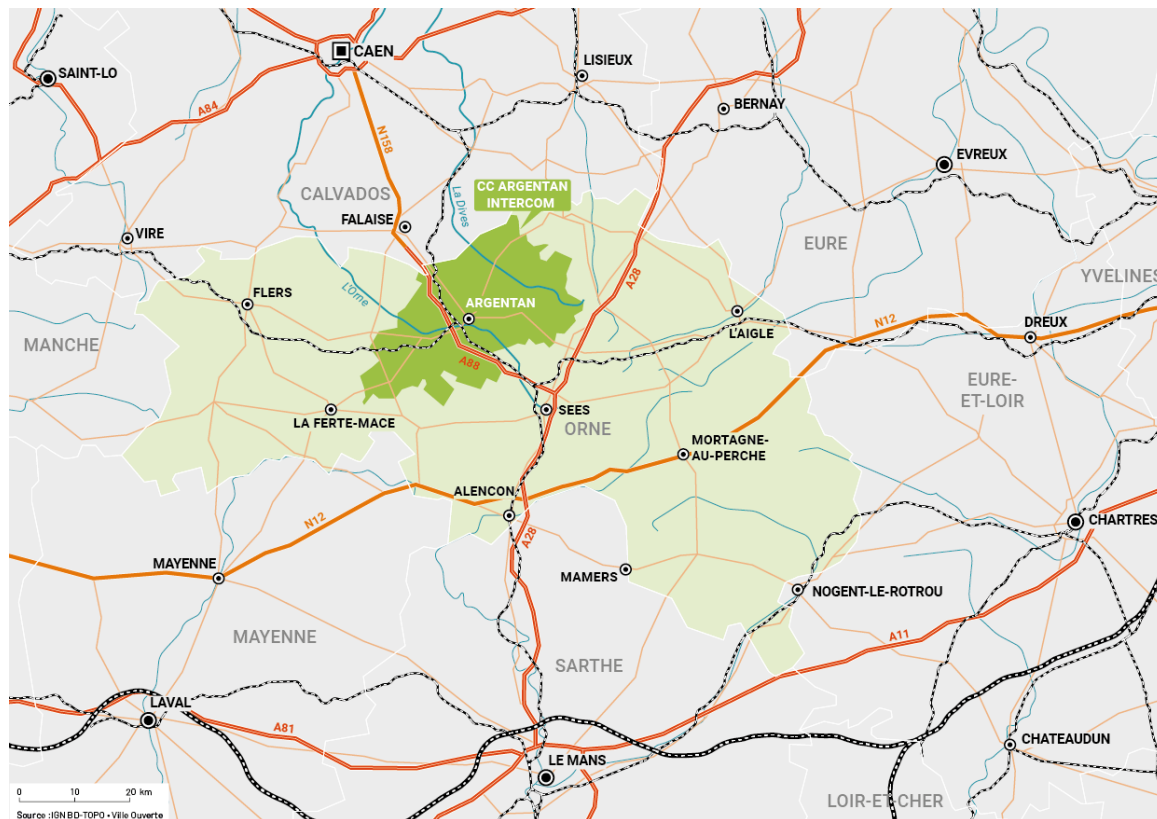 CAEN
SAINT-LO
LISIEUX
BERNAY
A84
N158
EVREUX
CALVADOS
CC ARGENTAN
INTERCOM
La Dives
FALAISE
VIRE
EURE
YVELINES
A28
L'Orne
FLERS
ARGENTAN
L'AIGLE
N12
DREUX
MANCHE
A88
EURE-
ET-LOIR
LA FERTE-MACE
SEES
ORNE
MORTAGNE-
AU-PERCHE
ALENCON
N12
CHARTRES
A28
MAYENNE
MAMERS
NOGENT-LE-ROTROU
MAYENNE
A11
SARTHE
LAVAL
A81
CHATEAUDUN
LE MANS
LOIR-ET-CHER
0 10 20 km
Source : IGN BD-TOPO • Ville Ouverte